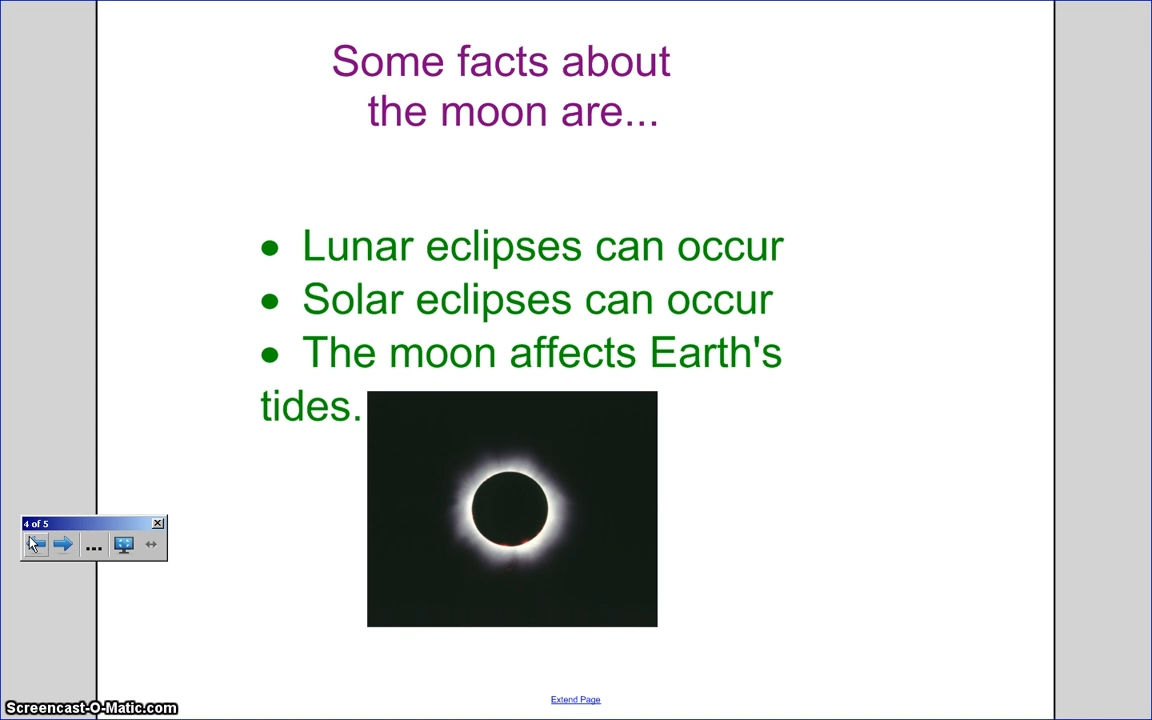 Some facts about
the moon are...
● Lunar eclipses can occur
● Solar eclipses can occur
● The moon affects Earth's
tides.
4 of 5
...
Extend Page
Screencast-O-Matic.com